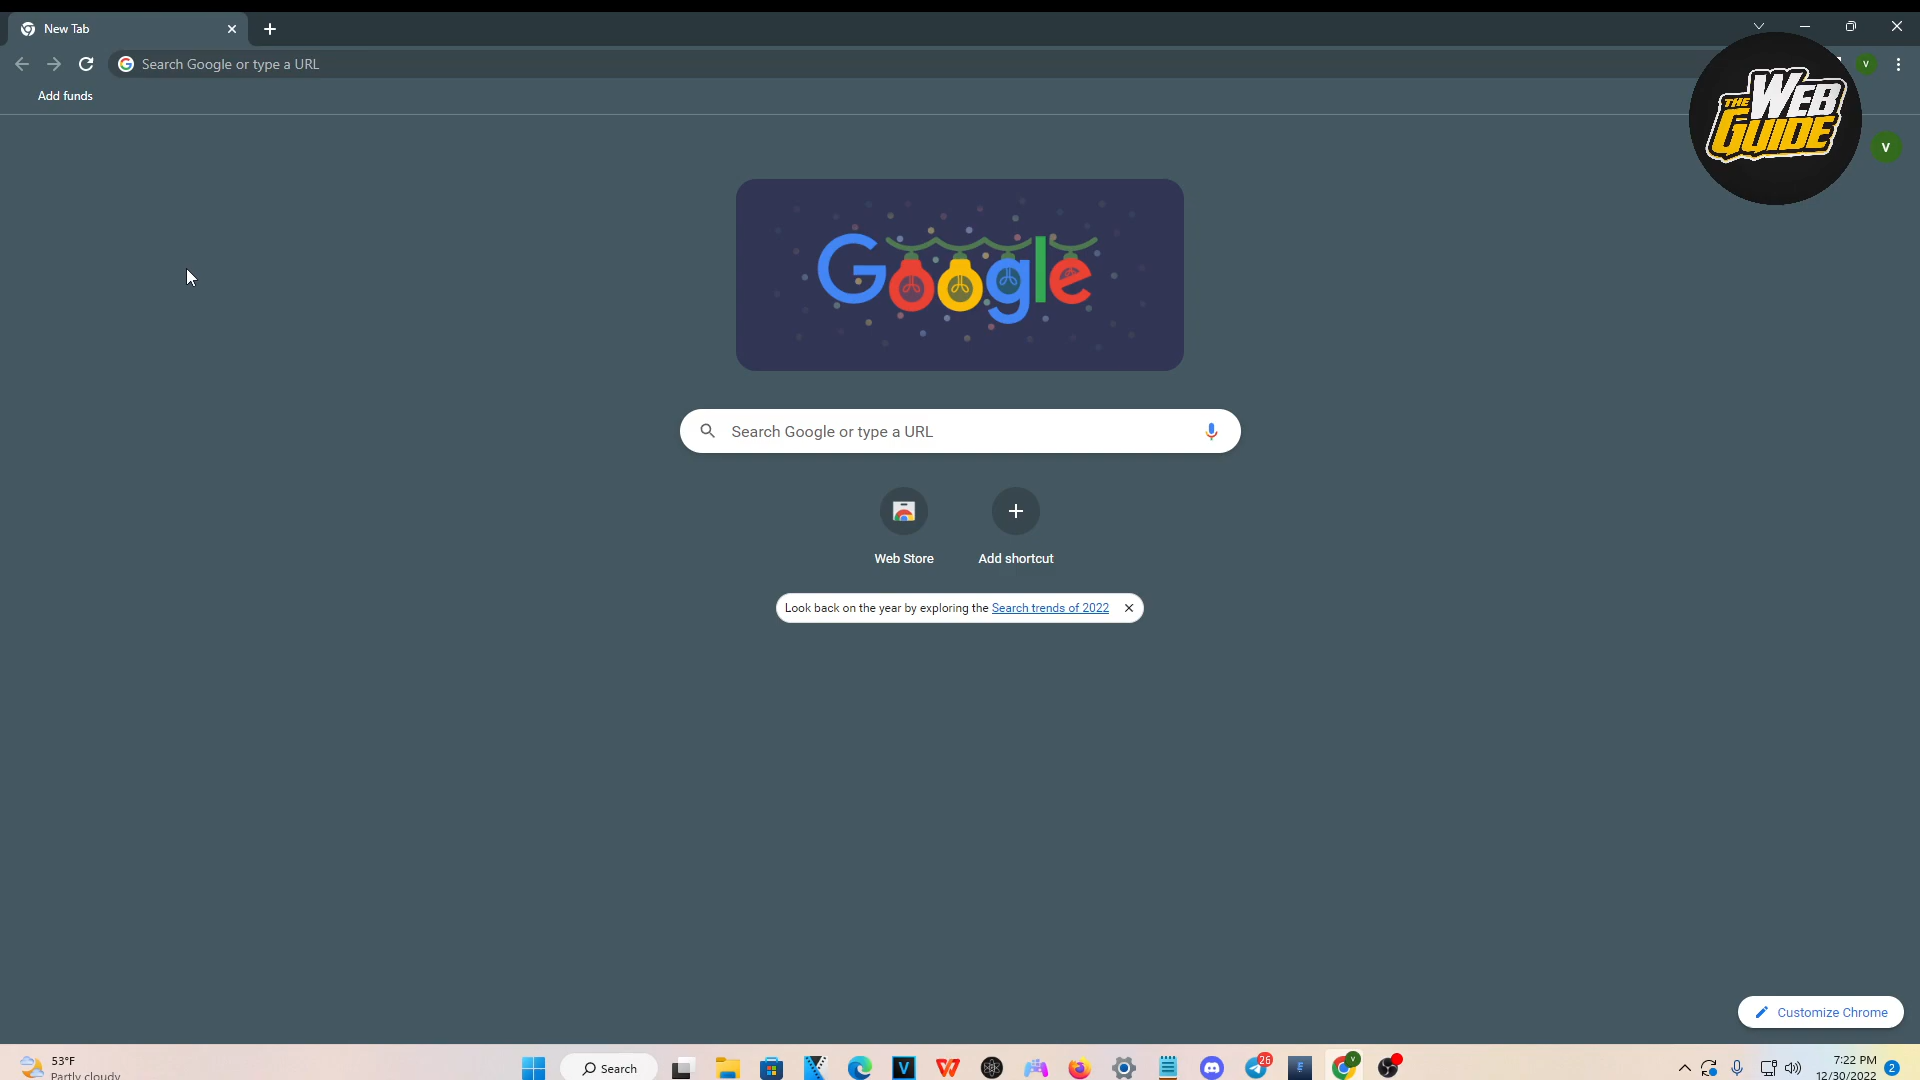 New Tab
Search Google or type a URL
V
Add funds
THE WEB GUIDE
V
Google
Search Google or type a URL
Web Store
Add shortcut
Look back on the year by exploring the Search trends of 2022
Customize Chrome
53°F
Partly cloudy
Search
26
V
7:22 PM
12/30/2022
2